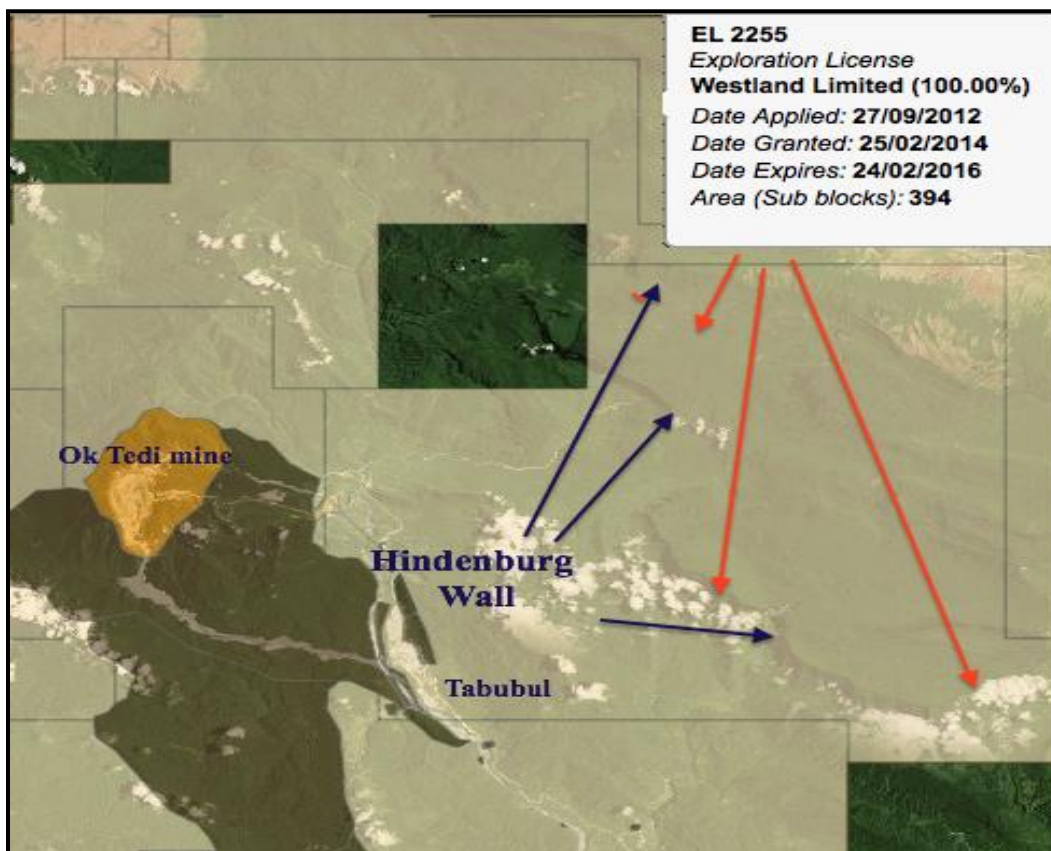 EL 2255
Exploration License
Westland Limited (100.00%)
Date Applied: 27/09/2012
Date Granted: 25/02/2014
Date Expires: 24/02/2016
Area (Sub blocks): 394
Ok Tedi mine
Hindenburg
Wall
Tabubul